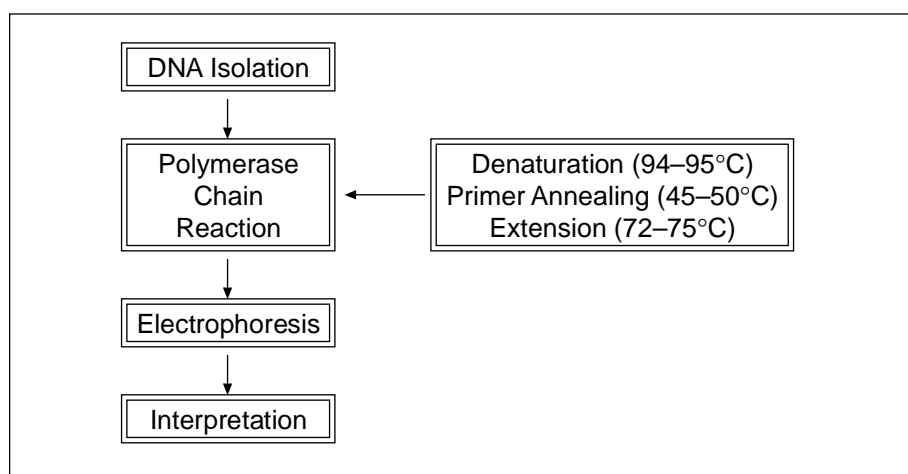 DNA Isolation
Polymerase
Chain
Reaction
Denaturation (94–95°C)
Primer Annealing (45–50°C)
Extension (72–75°C)
Electrophoresis
Interpretation